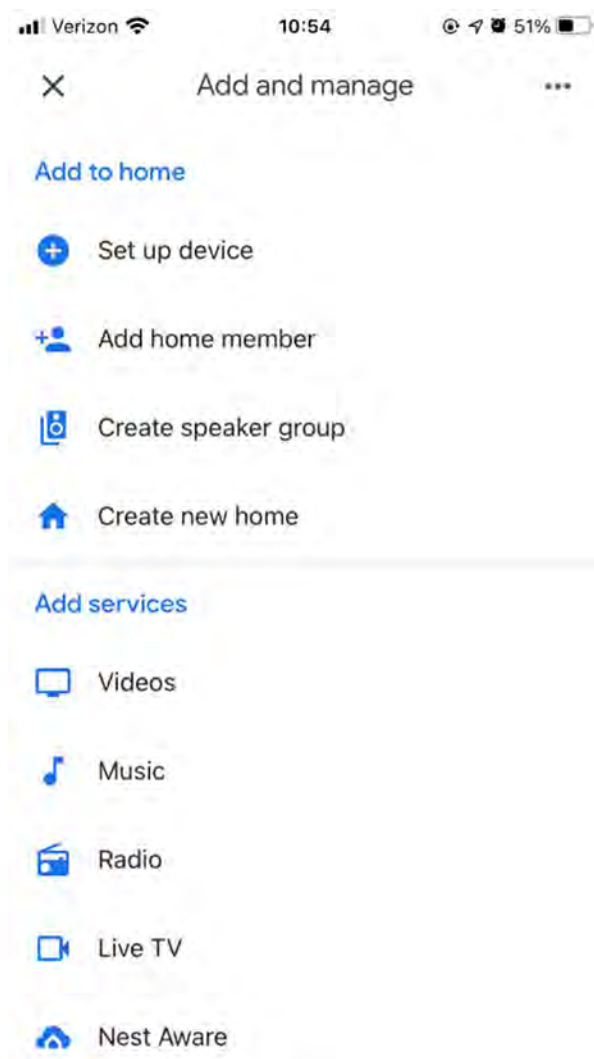 Verizon 10:54 51%
Add and manage
Add to home
Set up device
Add home member
Create speaker group
Create new home
Add services
Videos
Music
Radio
Live TV
Nest Aware